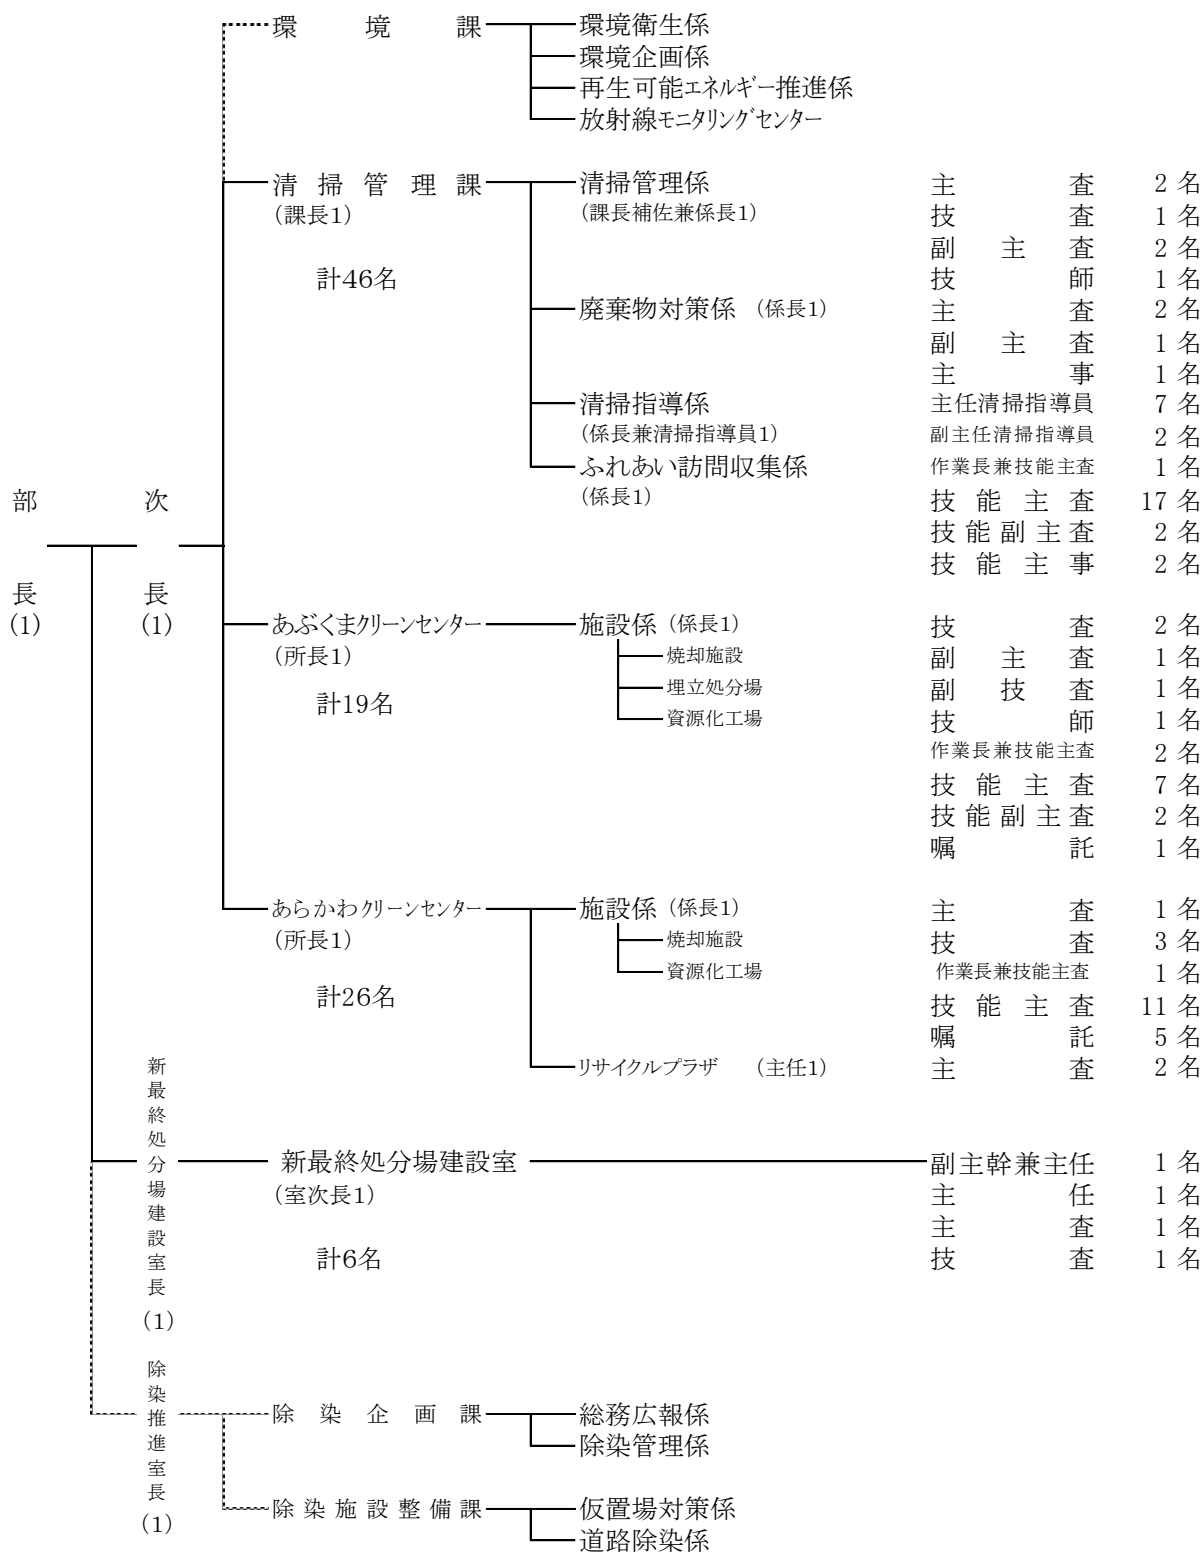 環境課 環境衛生係
環境企画係
再生可能エネルギー推進係
放射線モニタリングセンター
清掃管理課 清掃管理係 主査 2名
(課長1) (課長補佐兼係長1) 技査 1名
副主査 2名
計46名 技師 1名
廃棄物対策係 (係長1) 主査 2名
副主査 1名
主事 1名
清掃指導係 主任清掃指導員 7名
(係長兼清掃指導員1) 副主任清掃指導員 2名
ふれあい訪問収集係 作業長兼技能主査 1名
(係長1) 技能主査 17名
技能副主査 2名
技能主事 2名
部長
(1)
次長
(1)
あぶくまクリーンセンター 施設係 (係長1) 技査 2名
(所長1) 焼却施設 副主査 1名
計19名 埋立処分場 副技査 1名
資源化工場 技師 1名
作業長兼技能主査 2名
技能主査 7名
技能副主査 2名
嘱託 1名
あらかわクリーンセンター 施設係 (係長1) 主査 1名
(所長1) 焼却施設 技査 3名
資源化工場 作業長兼技能主査 1名
計26名 技能主査 11名
嘱託 5名
リサイクルプラザ (主任1) 主査 2名
新最終処分場建設室長
(1)
新最終処分場建設室 副主幹兼主任 1名
(室次長1) 主任 1名
主査 1名
計6名 技査 1名
除染推進室長
(1)
除染企画課 総務広報係
除染管理係
除染施設整備課 仮置場対策係
道路除染係